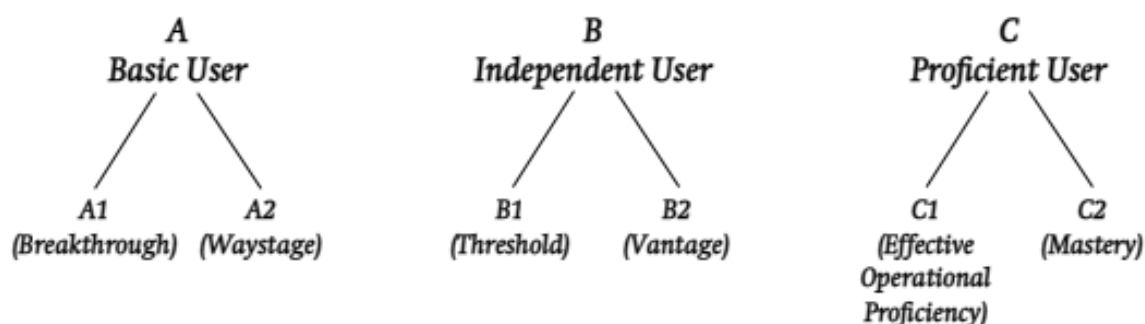 A
Basic User
A1
(Breakthrough)
A2
(Waystage)
B
Independent User
B1
(Threshold)
B2
(Vantage)
C
Proficient User
C1
(Effective
Operational
Proficiency)
C2
(Mastery)